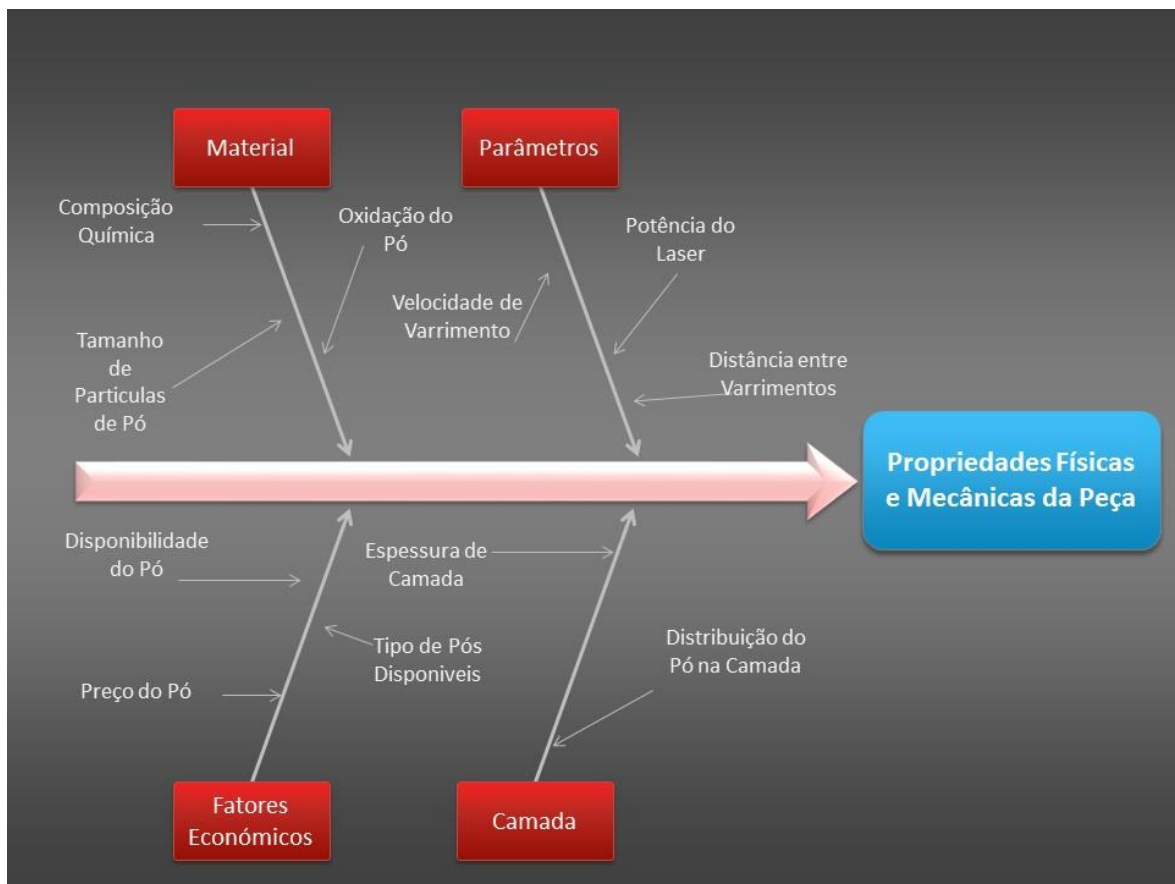 Material
Parâmetros
Composição
Química
Oxidação do
Pó
Potência do
Laser
Velocidade de
Varrimento
Tamanho
de
Particulas
de Pó
Distância entre
Varrimentos
Propriedades Físicas
e Mecânicas da Peça
Disponibilidade
do Pó
Espessura de
Camada
Tipo de Pós
Disponiveis
Distribuição do
Pó na Camada
Preço do Pó
Fatores
Económicos
Camada